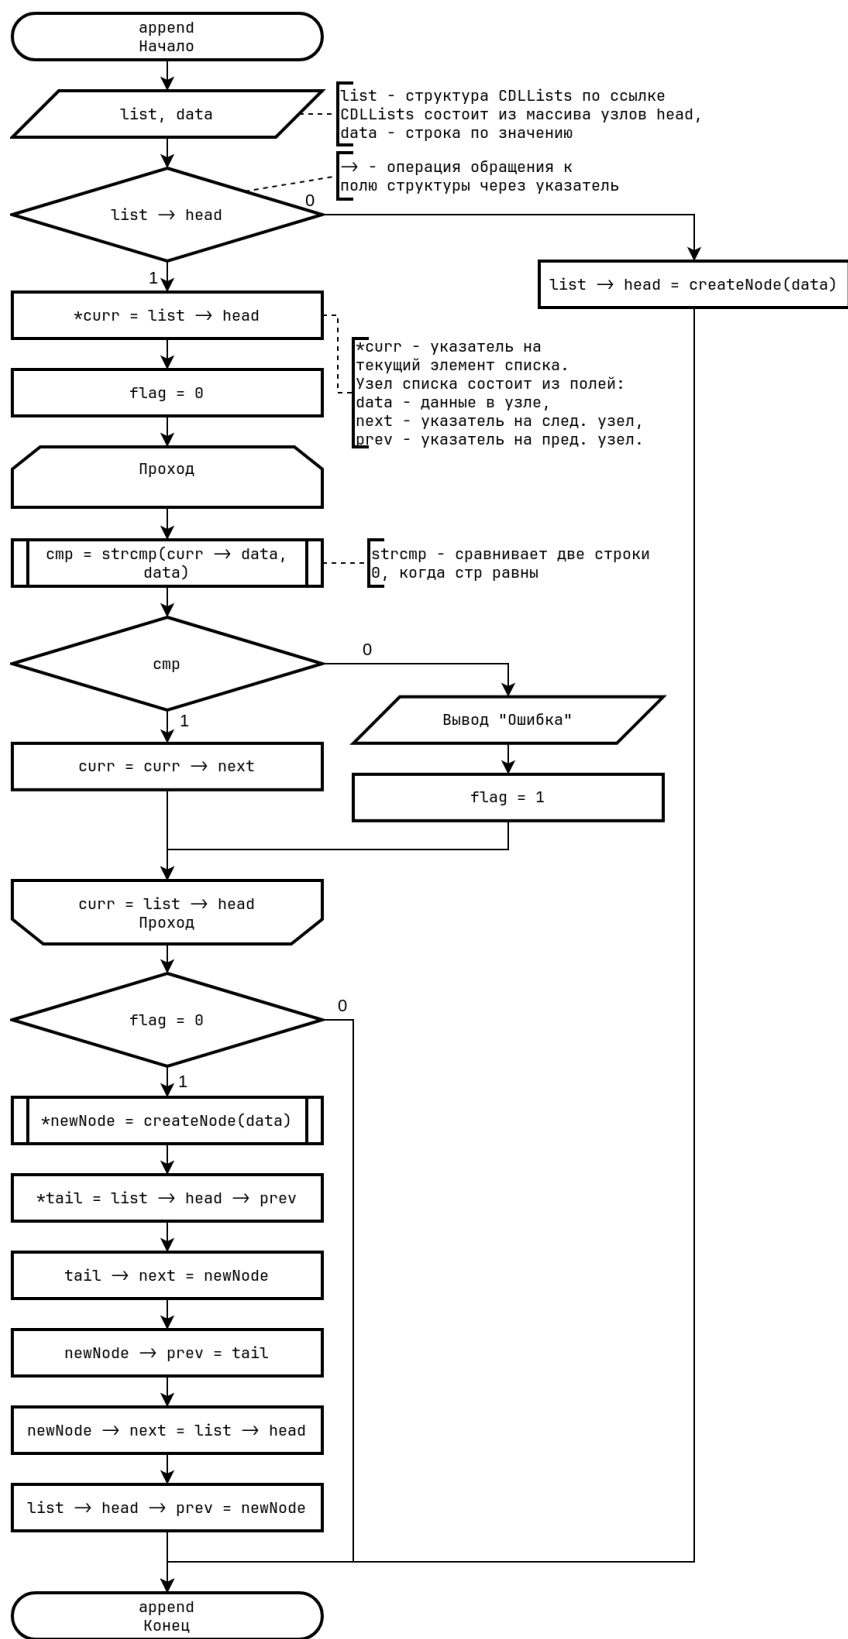 append
Начало
list, data
list - структура CDLLists по ссылке
CDLLists состоит из массива узлов head,
data - строка по значению
→ - операция обращения к
полю структуры через указатель
list → head
0
1
list → head = createNode(data)
*curr = list → head
*curr - указатель на
текущий элемент списка.
Узел списка состоит из полей:
data - данные в узле,
next - указатель на след. узел,
prev - указатель на пред. узел.
flag = 0
Проход
cmp = strcmp(curr → data,
data)
strcmp - сравнивает две строки
0, когда стр равны
cmp
0
1
Вывод "Ошибка"
curr = curr → next
flag = 1
curr = list → head
Проход
flag = 0
0
1
*newNode = createNode(data)
*tail = list → head → prev
tail → next = newNode
newNode → prev = tail
newNode → next = list → head
list → head → prev = newNode
append
Конец